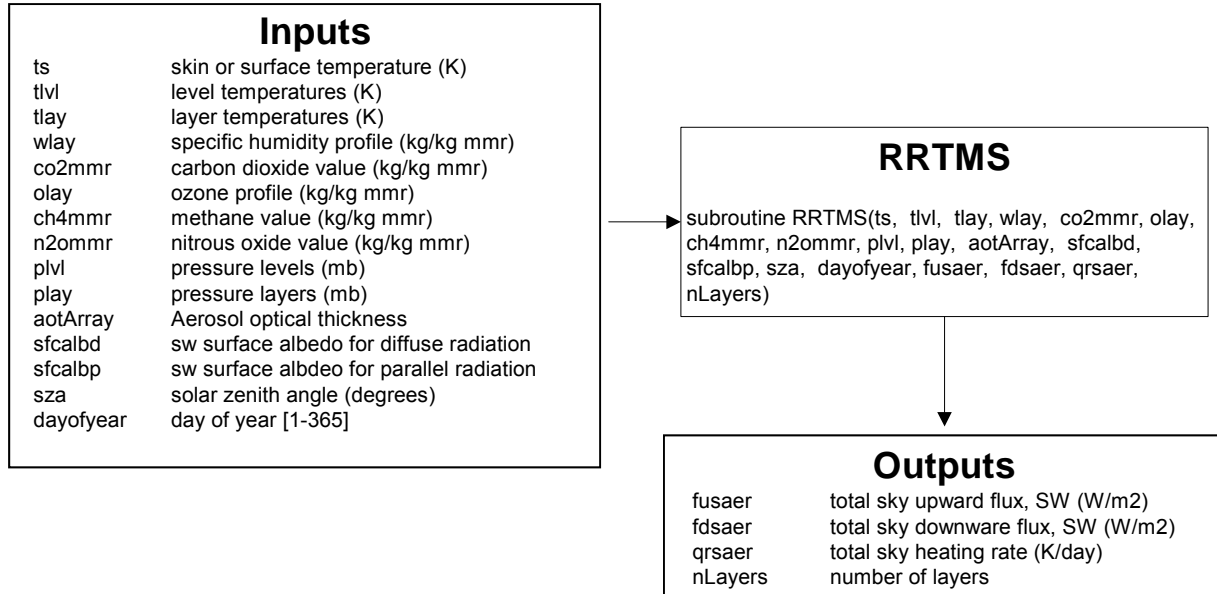 Inputs
ts skin or surface temperature (K)
tlvl level temperatures (K)
tlay layer temperatures (K)
wlay specific humidity profile (kg/kg mmr)
co2mmr carbon dioxide value (kg/kg mmr)
olay ozone profile (kg/kg mmr)
ch4mmr methane value (kg/kg mmr)
n2ommr nitrous oxide value (kg/kg mmr)
plvl pressure levels (mb)
play pressure layers (mb)
aotArray Aerosol optical thickness
sfcalbd sw surface albedo for diffuse radiation
sfcalbp sw surface albdeo for parallel radiation
sza solar zenith angle (degrees)
dayofyear day of year [1-365]
RRTMS
subroutine RRTMS(ts, tlvl, tlay, wlay, co2mmr, olay,
ch4mmr, n2ommr, plvl, play, aotArray, sfcalbd,
sfcalbp, sza, dayofyear, fusaer, fdsaer, qrsaer,
nLayers)
Outputs
fusaer total sky upward flux, SW (W/m2)
fdsaer total sky downware flux, SW (W/m2)
qrsaer total sky heating rate (K/day)
nLayers number of layers